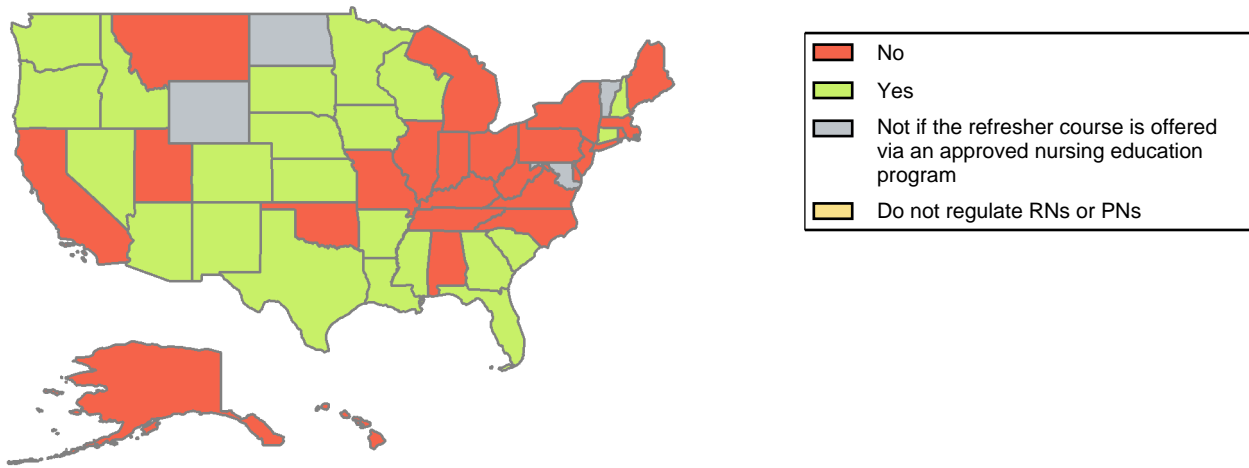 No
Yes
Not if the refresher course is offered
via an approved nursing education
program
Do not regulate RNs or PNs